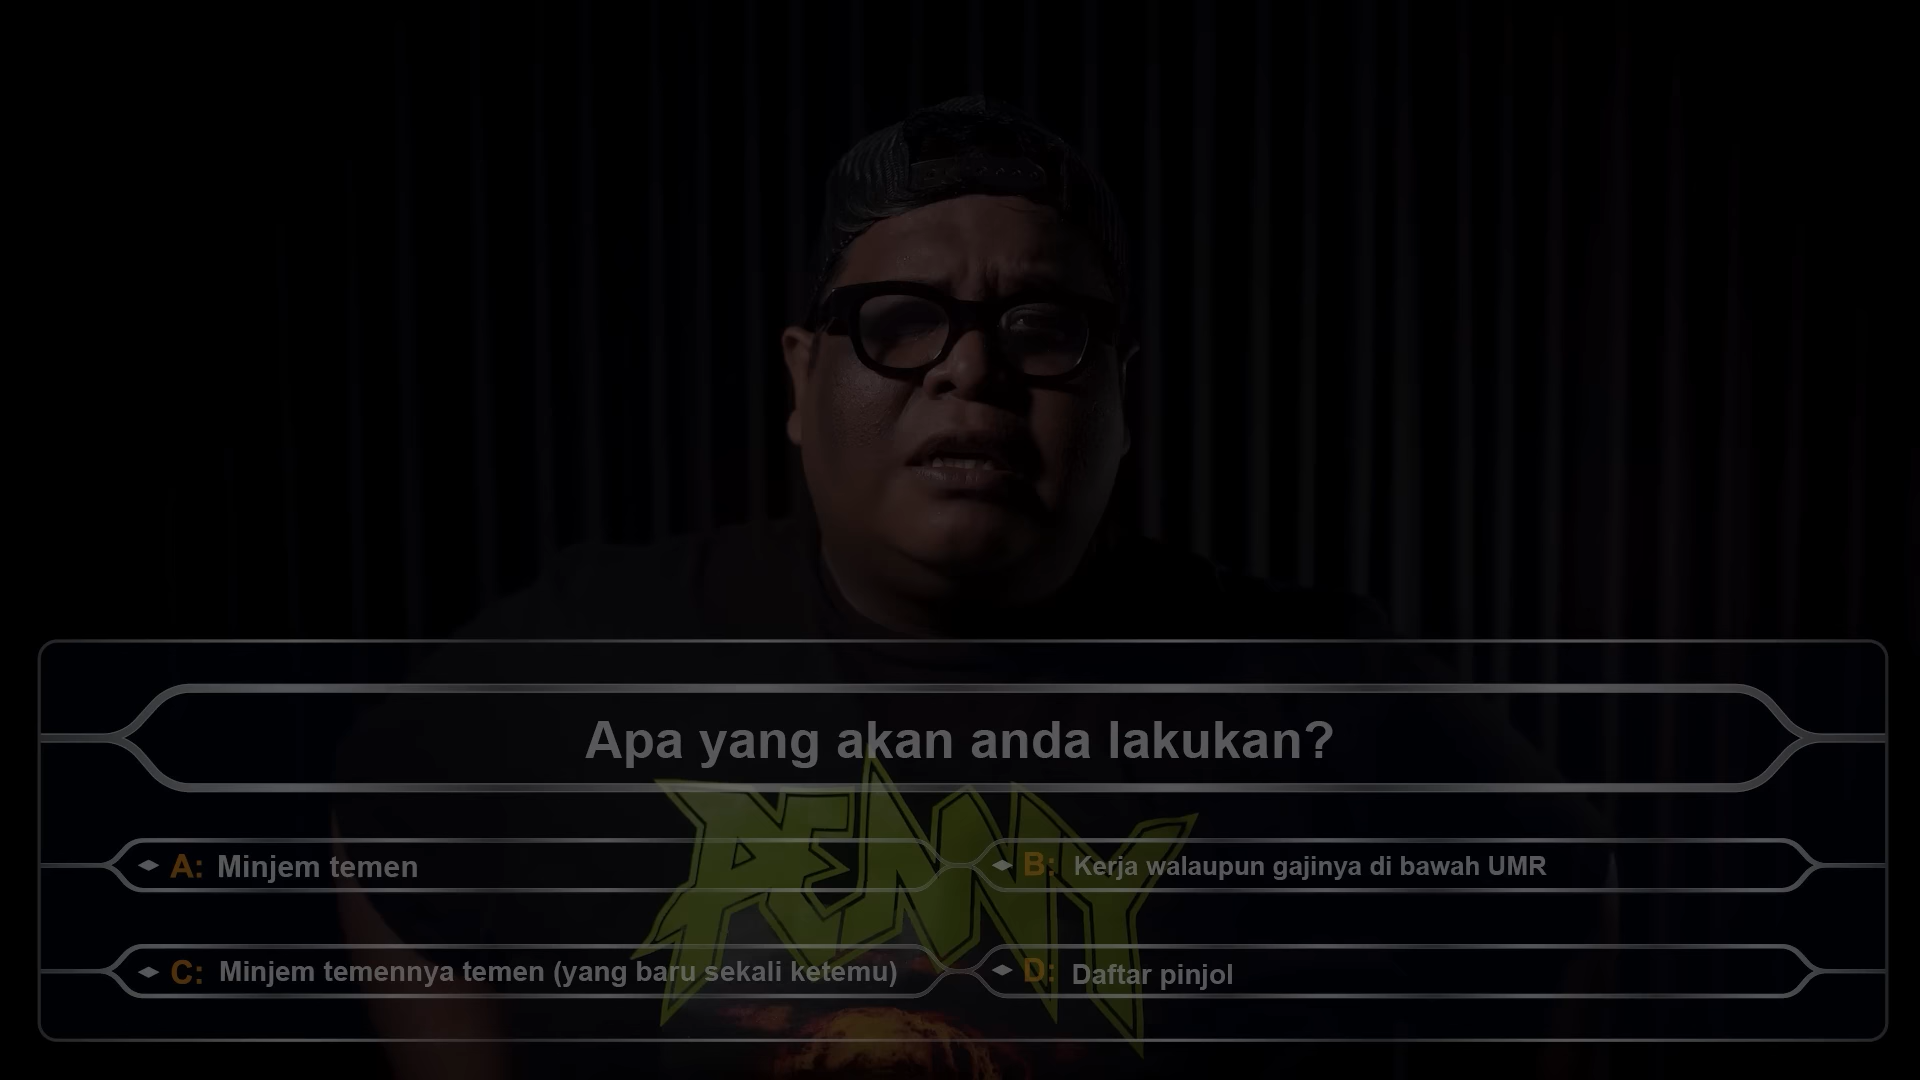 Apa yang akan anda lakukan?
PENNY
A: Minjem temen
B: Kerja walaupun gajinya di bawah UMR
C: Minjem temennya temen (yang baru sekali ketemu)
D: Daftar pinjol